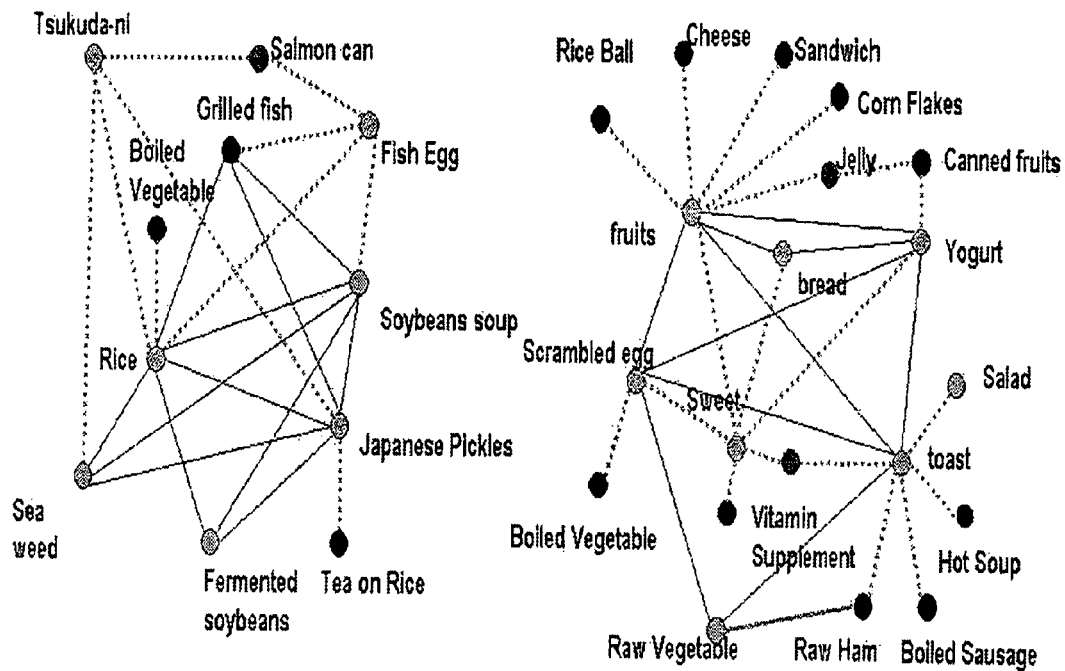 Tsukuda-ni
Salmon can
Grilled fish
Boiled
Vegetable
Fish Egg
Soybeans soup
Rice
Japanese Pickles
Sea
weed
Fermented
soybeans
Tea on Rice
Rice Ball
Cheese
Sandwich
Corn Flakes
Jelly
Canned fruits
fruits
Yogurt
bread
Scrambled egg
Sweet
Salad
toast
Boiled Vegetable
Vitamin
Supplement
Hot Soup
Raw Vegetable
Raw Ham
Boiled Sausage